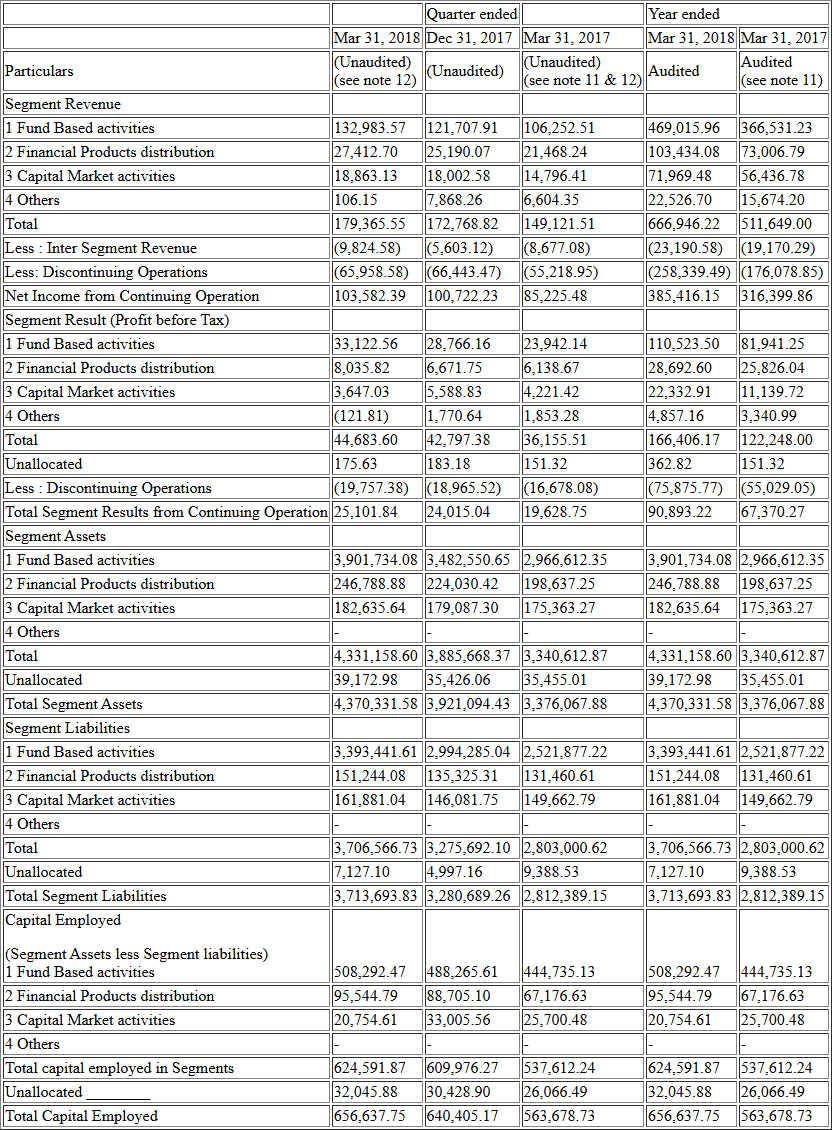 Quarter ended Year ended
Mar 31, 2018 Dec 31, 2017 Mar 31, 2017 Mar 31, 2018 Mar 31, 2017
Particulars (Unaudited) (see note 12) (Unaudited) (Unaudited) (see note 11 & 12) Audited Audited (see note 11)
Segment Revenue
1 Fund Based activities 132,983.57 121,707.91 106,252.51 469,015.96 366,531.23
2 Financial Products distribution 27,412.70 25,190.07 21,468.24 103,434.08 73,006.79
3 Capital Market activities 18,863.13 18,002.58 14,796.41 71,969.48 56,436.78
4 Others 106.15 7,868.26 6,604.35 22,526.70 15,674.20
Total 179,365.55 172,768.82 149,121.51 666,946.22 511,649.00
Less : Inter Segment Revenue (9,824.58) (5,603.12) (8,677.08) (23,190.58) (19,170.29)
Less: Discontinuing Operations (65,958.58) (66,443.47) (55,218.95) (258,339.49) (176,078.85)
Net Income from Continuing Operation 103,582.39 100,722.23 85,225.48 385,416.15 316,399.86
Segment Result (Profit before Tax)
1 Fund Based activities 33,122.56 28,766.16 23,942.14 110,523.50 81,941.25
2 Financial Products distribution 8,035.82 6,671.75 6,138.67 28,692.60 25,826.04
3 Capital Market activities 3,647.03 5,588.83 4,221.42 22,332.91 11,139.72
4 Others (121.81) 1,770.64 1,853.28 4,857.16 3,340.99
Total 44,683.60 42,797.38 36,155.51 166,406.17 122,248.00
Unallocated 175.63 183.18 151.32 362.82 151.32
Less : Discontinuing Operations (19,757.38) (18,965.52) (16,678.08) (75,875.77) (55,029.05)
Total Segment Results from Continuing Operation 25,101.84 24,015.04 19,628.75 90,893.22 67,370.27
Segment Assets
1 Fund Based activities 3,901,734.08 3,482,550.65 2,966,612.35 3,901,734.08 2,966,612.35
2 Financial Products distribution 246,788.88 224,030.42 198,637.25 246,788.88 198,637.25
3 Capital Market activities 182,635.64 179,087.30 175,363.27 182,635.64 175,363.27
4 Others - - - - -
Total 4,331,158.60 3,885,668.37 3,340,612.87 4,331,158.60 3,340,612.87
Unallocated 39,172.98 35,426.06 35,455.01 39,172.98 35,455.01
Total Segment Assets 4,370,331.58 3,921,094.43 3,376,067.88 4,370,331.58 3,376,067.88
Segment Liabilities
1 Fund Based activities 3,393,441.61 2,994,285.04 2,521,877.22 3,393,441.61 2,521,877.22
2 Financial Products distribution 151,244.08 135,325.31 131,460.61 151,244.08 131,460.61
3 Capital Market activities 161,881.04 146,081.75 149,662.79 161,881.04 149,662.79
4 Others - - - - -
Total 3,706,566.73 3,275,692.10 2,803,000.62 3,706,566.73 2,803,000.62
Unallocated 7,127.10 4,997.16 9,388.53 7,127.10 9,388.53
Total Segment Liabilities 3,713,693.83 3,280,689.26 2,812,389.15 3,713,693.83 2,812,389.15
Capital Employed
(Segment Assets less Segment liabilities)
1 Fund Based activities 508,292.47 488,265.61 444,735.13 508,292.47 444,735.13
2 Financial Products distribution 95,544.79 88,705.10 67,176.63 95,544.79 67,176.63
3 Capital Market activities 20,754.61 33,005.56 25,700.48 20,754.61 25,700.48
4 Others - - - - -
Total capital employed in Segments 624,591.87 609,976.27 537,612.24 624,591.87 537,612.24
Unallocated ________ 32,045.88 30,428.90 26,066.49 32,045.88 26,066.49
Total Capital Employed 656,637.75 640,405.17 563,678.73 656,637.75 563,678.73